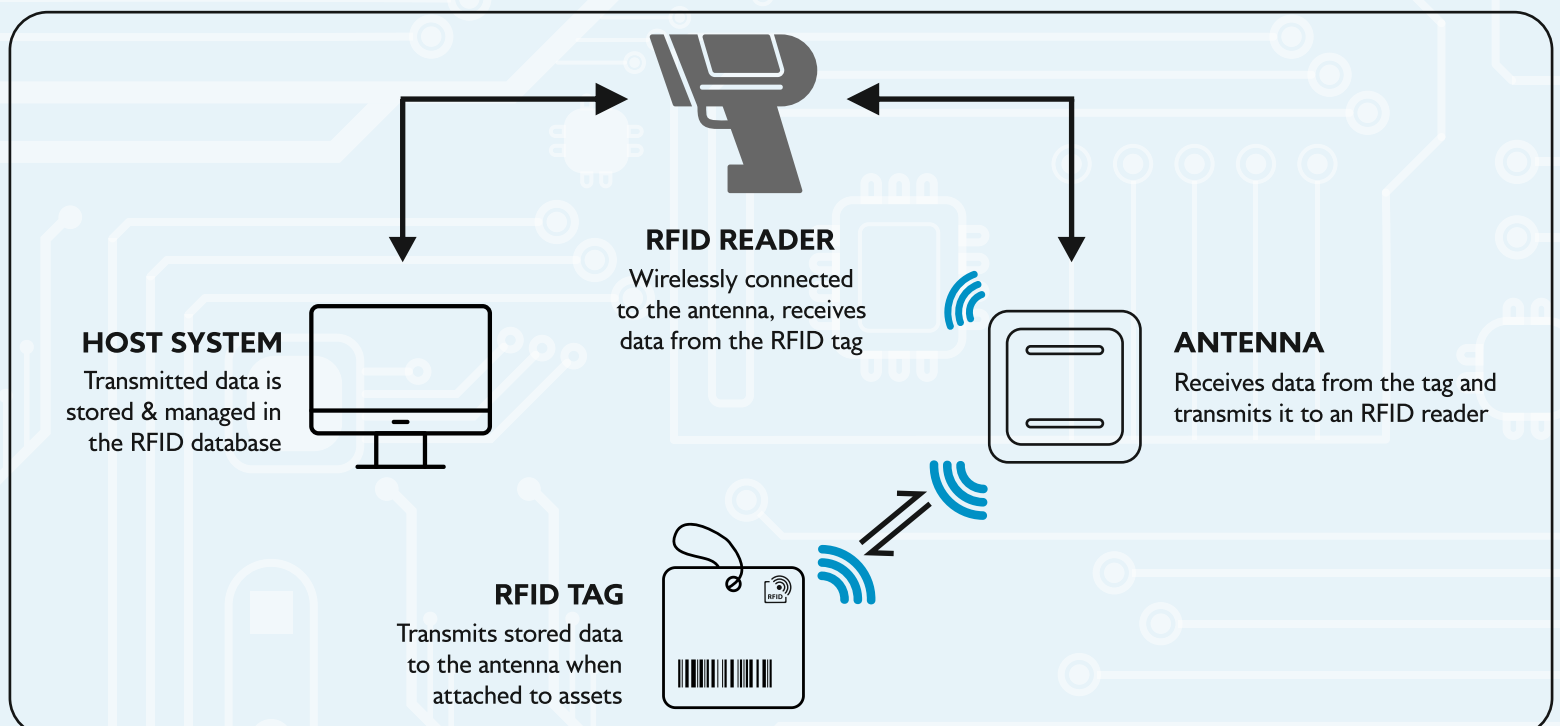 RFID READER
Wirelessly connected
to the antenna, receives
data from the RFID tag
HOST SYSTEM
Transmitted data is
stored & managed in
the RFID database
ANTENNA
Receives data from the tag and
transmits it to an RFID reader
RFID TAG
Transmits stored data
to the antenna when
attached to assets
RFID